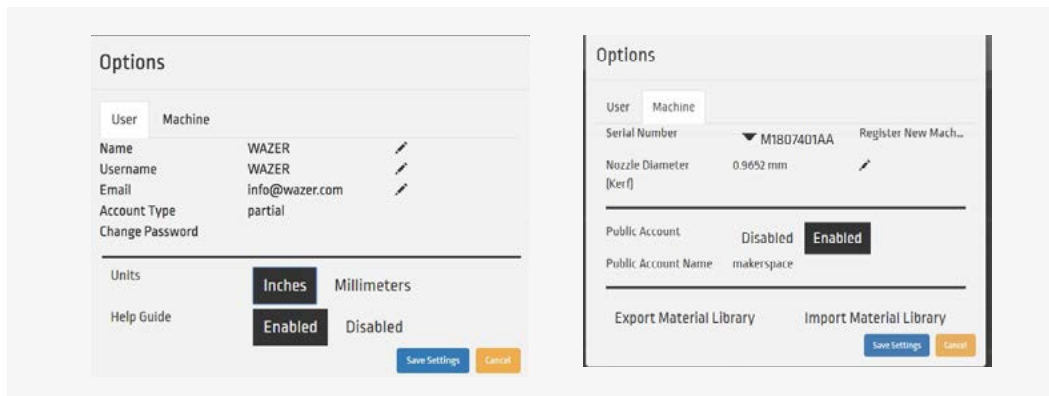 Options
User Machine
Name WAZER
Username WAZER
Email info@wazer.com
Account Type partial
Change Password
Units Inches Millimeters
Help Guide Enabled Disabled
Save Settings Cancel
Options
User Machine
Serial Number M1807401AA Register New Mach...
Nozzle Diameter 0.9652 mm
[Kerf]
Public Account Disabled Enabled
Public Account Name makerspace
Export Material Library Import Material Library
Save Settings Cancel